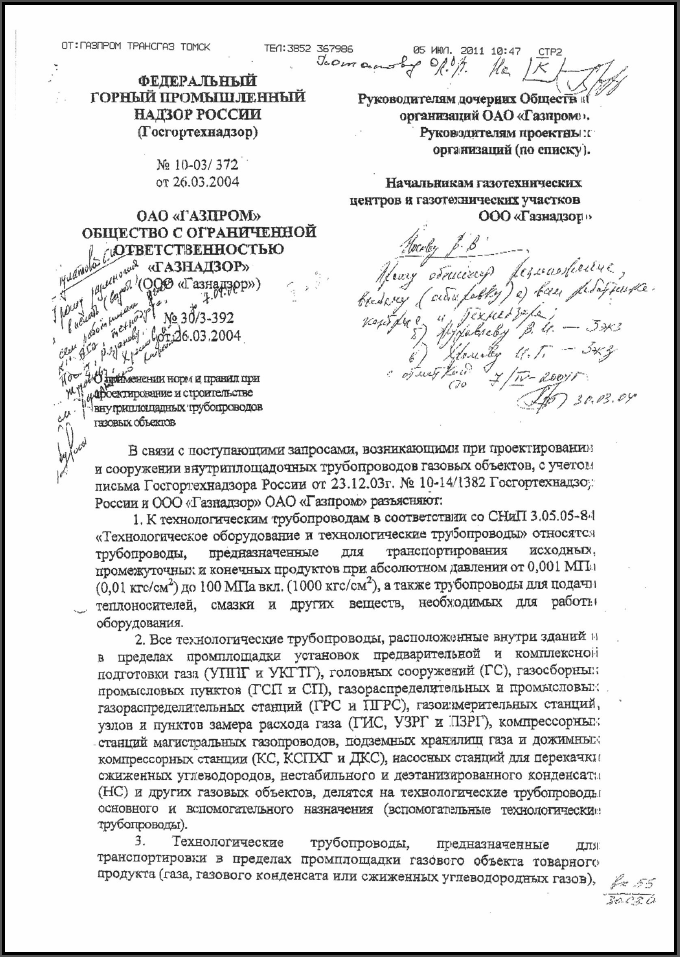 ОТ:ГАЗПРОМ ТРАНСГАЗ ТОМСК ТЕЛ:3852 367986 05 ИЮЛ. 2011 10:47 СТР2
ФЕДЕРАЛЬНЫЙ
ГОРНЫЙ ПРОМЫШЛЕННЫЙ
НАДЗОР РОССИИ
(Госгортехнадзор)
№ 10-03/ 372
от 26.03.2004
ОАО «ГАЗПРОМ»
ОБЩЕСТВО С ОГРАНИЧЕННОЙ
ОТВЕТСТВЕННОСТЬЮ
«ГАЗНАДЗОР»
(ООО «Газнадзор»)
№ 30/3-392
от 26.03.2004
О применении норм и правил при
проектирование и строительстве
внутриплощадных трубопроводов
газовых объектов
На
К
Руководителям дочерних Обществ и
организаций ОАО «Газпром».
Руководителям проектных
организаций (по списку).
Начальникам газотехнических
центров и газотехнических участков
ООО «Газнадзор»
В.В.
Прошу
В.И. – Зжз
И.Г. – Зжз
7/IV-2004г
30.03.04
В связи с поступающими запросами, возникающими при проектировании
и сооружении внутриплощадочных трубопроводов газовых объектов, с учетом
письма Госгортехнадзора России от 23.12.03г. № 10-14/1382 Госгортехнадзор
России и ООО «Газнадзор» ОАО «Газпром» разъясняют:
1. К технологическим трубопроводам в соответствии со СНиП 3.05.05-84
«Технологическое оборудование и технологические трубопроводы» относятся
трубопроводы, предназначенные для транспортирования исходных,
промежуточных и конечных продуктов при абсолютном давлении от 0,001 МПа
(0,01 кгс/см²) до 100 МПа вкл. (1000 кгс/см²), а также трубопроводы для подачи
теплоносителей, смазки и других веществ, необходимых для работы
оборудования.
2. Все технологические трубопроводы, расположенные внутри зданий и
в пределах промплощадки установок предварительной и комплексной
подготовки газа (УППГ и УКГТГ), головных сооружений (ГС), газосборных
промысловых пунктов (ГСП и СП), газораспределительных и промысловых
газораспределительных станций (ГРС и ПГРС), газоизмерительных станций,
узлов и пунктов замера расхода газа (ГИС, УЗРГ и ПЗРГ), компрессорных
станций магистральных газопроводов, подземных хранилищ газа и дожимных
компрессорных станции (КС, КСПХГ и ДКС), насосных станций для перекачки
сжиженных углеводородов, нестабильного и деэтанизированного конденсата
(НС) и других газовых объектов, делятся на технологические трубопроводы
основного и вспомогательного назначения (вспомогательные технологические
трубопроводы).
3. Технологические трубопроводы, предназначенные для
транспортировки в пределах промплощадки газового объекта товарного
продукта (газа, газового конденсата или сжиженных углеводородных газов),
вх 55